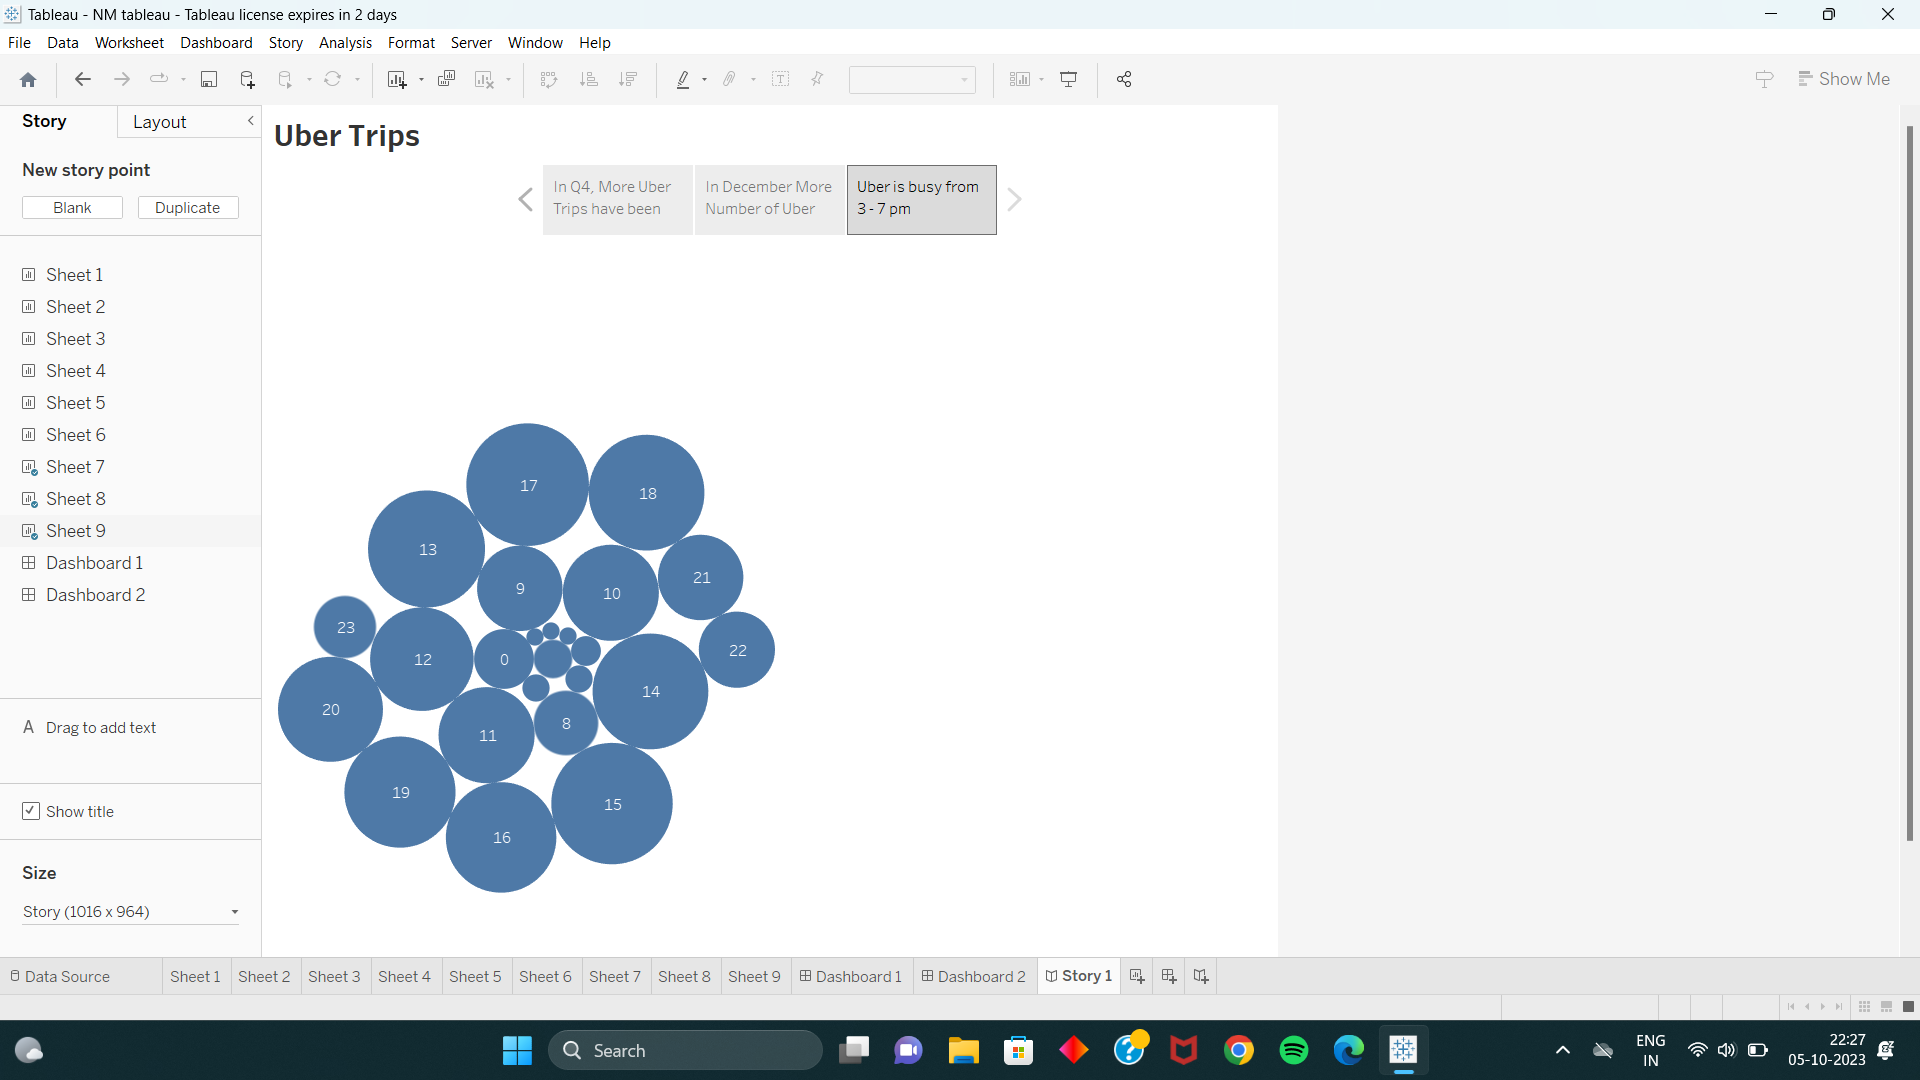 Tableau - NM tableau - Tableau license expires in 2 days
File Data Worksheet Dashboard Story Analysis Format Server Window Help
Show Me
Story
Layout
New story point
Blank
Duplicate
Sheet 1
Sheet 2
Sheet 3
Sheet 4
Sheet 5
Sheet 6
Sheet 7
Sheet 8
Sheet 9
Dashboard 1
Dashboard 2
A Drag to add text
Show title
Size
Story (1016 x 964)
Uber Trips
In Q4, More Uber
Trips have been
In December More
Number of Uber
Uber is busy from
3 - 7 pm
17
18
13
9
10
21
23
12
0
22
14
20
11
8
19
15
16
Data Source
Sheet 1
Sheet 2
Sheet 3
Sheet 4
Sheet 5
Sheet 6
Sheet 7
Sheet 8
Sheet 9
Dashboard 1
Dashboard 2
Story 1
Search
ENG
IN
22:27
05-10-2023